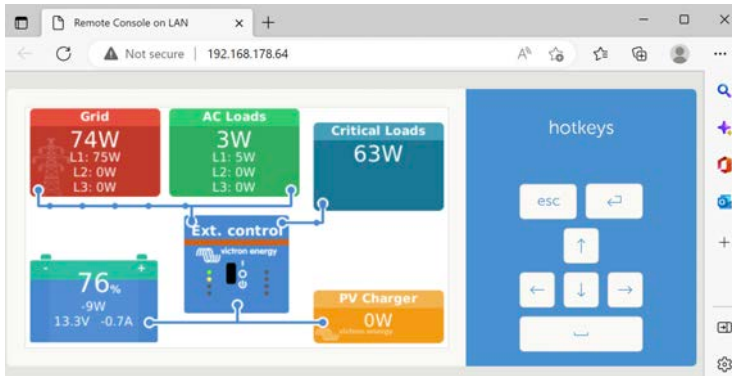 Remote Console on LAN
Not secure | 192.168.178.64
Grid
74W
L1: 75W
L2: 0W
L3: 0W
AC Loads
3W
L1: 5W
L2: 0W
L3: 0W
Critical Loads
63W
Ext. control
victron energy
76%
-9W
13.3V -0.7A
PV Charger
0W
victron energy
hotkeys
esc